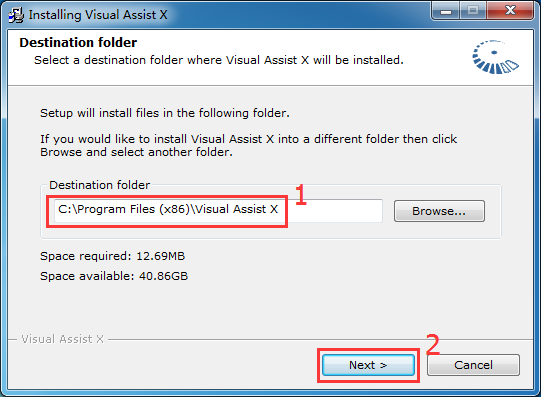 Installing Visual Assist X
Destination folder
Select a destination folder where Visual Assist X will be installed.
Setup will install files in the following folder.
If you would like to install Visual Assist X into a different folder then click
Browse and select another folder.
Destination folder
1
C:\Program Files (x86)\Visual Assist X
Browse...
Space required: 12.69MB
Space available: 40.86GB
Visual Assist X
2
Next >
Cancel